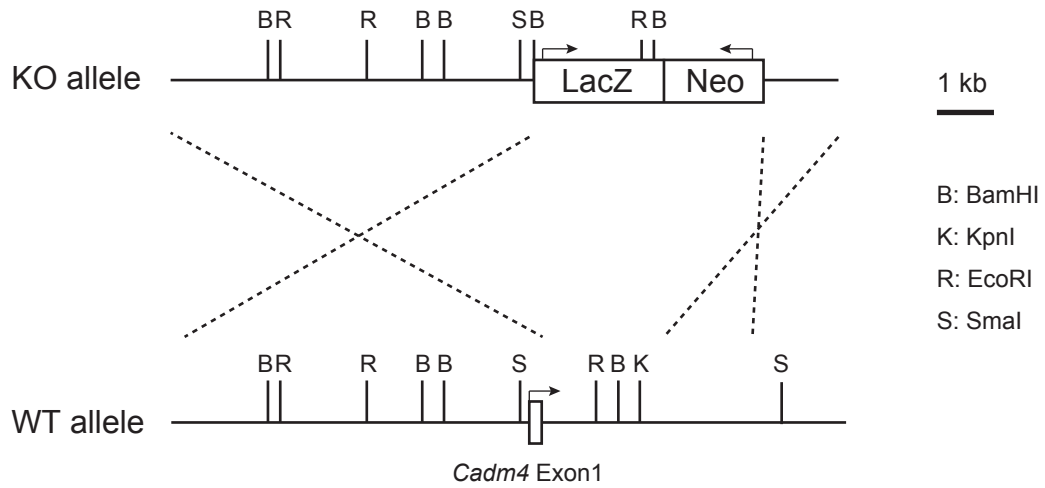 B R R B B S B R B
KO allele
LacZ Neo
1 kb
B: BamHI
K: KpnI
R: EcoRI
S: SmaI
B R R B B S R B K S
WT allele
Cadm4 Exon1